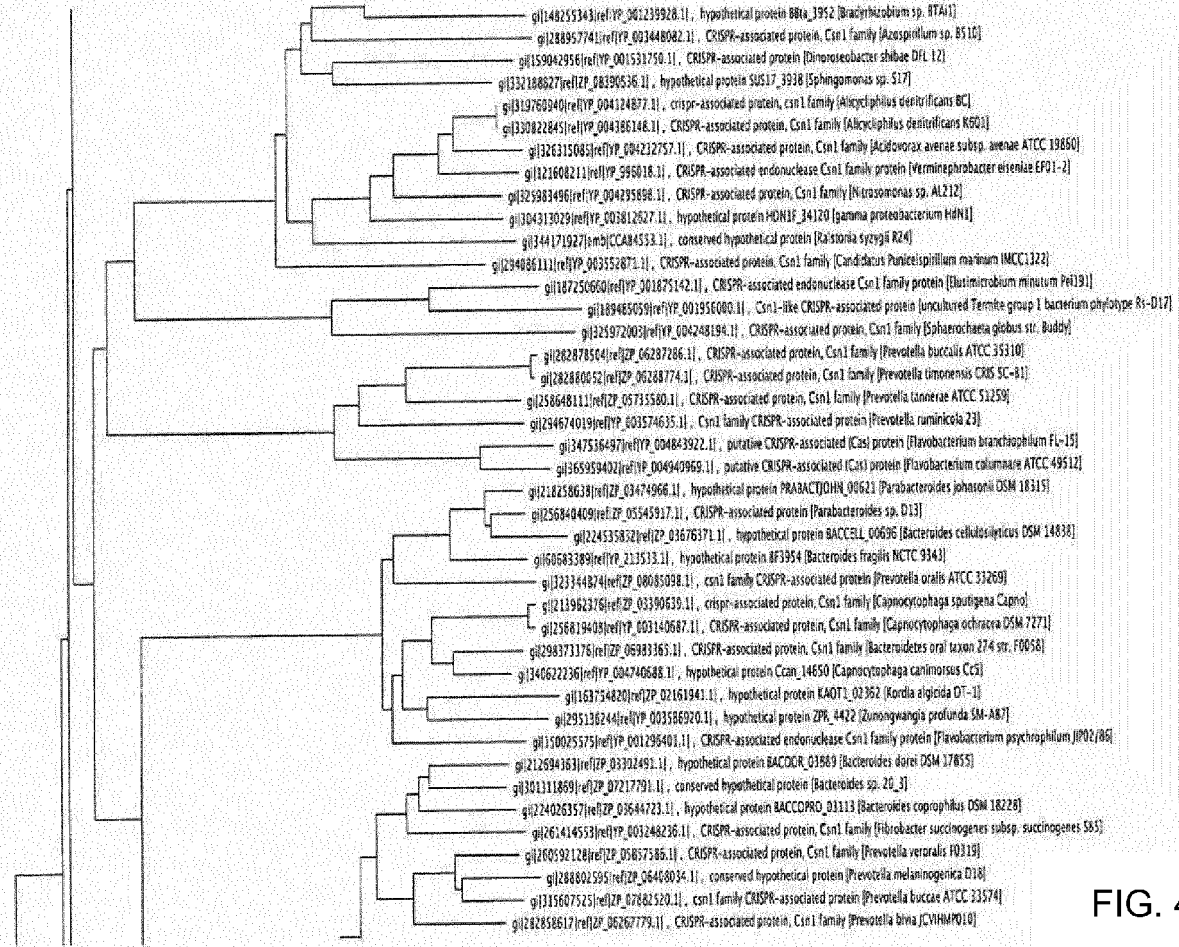 gi|148255343|ref|YP_001239928.1|, hypothetical protein BBta_3952 [Bradyrhizobium sp. BTAi1]
gi|288957741|ref|YP_003448082.1|, CRISPR-associated protein, Csn1 family [Azospirillum sp. B510]
gi|159042956|ref|YP_001531750.1|, CRISPR-associated protein [Dinoroseobacter shibae DFL 12]
gi|332188827|ref|ZP_08390536.1|, hypothetical protein SUS17_3938 [Sphingomonas sp. S17]
gi|319760940|ref|YP_004124877.1|, crispr-associated protein, csn1 family [Alicycliphilus denitrificans BC]
gi|330822845|ref|YP_004386148.1|, CRISPR-associated protein, Csn1 family [Alicycliphilus denitrificans K601]
gi|326315085|ref|YP_004232757.1|, CRISPR-associated protein, Csn1 family [Acidovorax avenae subsp. avenae ATCC 19860]
gi|121608211|ref|YP_996018.1|, CRISPR-associated endonuclease Csn1 family protein [Verminephrobacter eiseniae EF01-2]
gi|325983496|ref|YP_004295898.1|, CRISPR-associated protein, Csn1 family [Nitrosomonas sp. AL212]
gi|304313029|ref|YP_003812627.1|, hypothetical protein HDN1F_34120 [gamma proteobacterium HdN1]
gi|344171927|emb|CCA84553.1|, conserved hypothetical protein [Ralstonia syzygii R24]
gi|294086111|ref|YP_003552871.1|, CRISPR-associated protein, Csn1 family [Candidatus Puniceispirillum marinum IMCC1322]
gi|187250660|ref|YP_001875142.1|, CRISPR-associated endonuclease Csn1 family protein [Elusimicrobium minutum Pei191]
gi|189485059|ref|YP_001956000.1|, Csn1-like CRISPR-associated protein [uncultured Termite group 1 bacterium phylotype Rs-D17]
gi|325972003|ref|YP_004248194.1|, CRISPR-associated protein, Csn1 family [Sphaerochaeta globus str. Buddy]
gi|282878504|ref|ZP_06287286.1|, CRISPR-associated protein, Csn1 family [Prevotella buccalis ATCC 35310]
gi|282880052|ref|ZP_06288774.1|, CRISPR-associated protein, Csn1 family [Prevotella timonensis CRIS 5C-B1]
gi|258648111|ref|ZP_05735580.1|, CRISPR-associated protein, Csn1 family [Prevotella tannerae ATCC 51259]
gi|294674019|ref|YP_003574635.1|, Csn1 family CRISPR-associated protein [Prevotella ruminicola 23]
gi|347536497|ref|YP_004843922.1|, putative CRISPR-associated (Cas) protein [Flavobacterium branchiophilum FL-15]
gi|365959402|ref|YP_004940969.1|, putative CRISPR-associated (Cas) protein [Flavobacterium columnare ATCC 49512]
gi|218258638|ref|ZP_03474966.1|, hypothetical protein PRABACTJOHN_00621 [Parabacteroides johnsonii DSM 18315]
gi|256840409|ref|ZP_05545917.1|, CRISPR-associated protein [Parabacteroides sp. D13]
gi|224535832|ref|ZP_03676371.1|, hypothetical protein BACCELL_00696 [Bacteroides cellulosilyticus DSM 14838]
gi|60683389|ref|YP_213533.1|, hypothetical protein BF3954 [Bacteroides fragilis NCTC 9343]
gi|323344874|ref|ZP_08085098.1|, csn1 family CRISPR-associated protein [Prevotella oralis ATCC 33269]
gi|213962376|ref|ZP_03390639.1|, crispr-associated protein, Csn1 family [Capnocytophaga sputigena Capno]
gi|256819408|ref|YP_003140687.1|, CRISPR-associated protein, Csn1 family [Capnocytophaga ochracea DSM 7271]
gi|298373376|ref|ZP_06983365.1|, CRISPR-associated protein, Csn1 family [Bacteroidetes oral taxon 274 str. F0058]
gi|340622236|ref|YP_004740688.1|, hypothetical protein Ccan_14650 [Capnocytophaga canimorsus Cc5]
gi|163754820|ref|ZP_02161941.1|, hypothetical protein KAOT1_02362 [Kordia algicida OT-1]
gi|295136244|ref|YP_003586920.1|, hypothetical protein ZPR_4422 [Zunongwangia profunda SM-A87]
gi|150025575|ref|YP_001296401.1|, CRISPR-associated endonuclease Csn1 family protein [Flavobacterium psychrophilum JIP02/86]
gi|212694363|ref|ZP_03302491.1|, hypothetical protein BACDOR_03889 [Bacteroides dorei DSM 17855]
gi|301311869|ref|ZP_07217791.1|, conserved hypothetical protein [Bacteroides sp. 20_3]
gi|224026357|ref|ZP_03644723.1|, hypothetical protein BACCOPRO_03113 [Bacteroides coprophilus DSM 18228]
gi|261414553|ref|YP_003248236.1|, CRISPR-associated protein, Csn1 family [Fibrobacter succinogenes subsp. succinogenes S85]
gi|260592128|ref|ZP_05857586.1|, CRISPR-associated protein, Csn1 family [Prevotella veroralis F0319]
gi|288802595|ref|ZP_06408034.1|, conserved hypothetical protein [Prevotella melaninogenica D18]
gi|315607525|ref|ZP_07882520.1|, csn1 family CRISPR-associated protein [Prevotella buccae ATCC 33574]
gi|282858617|ref|ZP_06267779.1|, CRISPR-associated protein, Csn1 family [Prevotella bivia JCVIHMP010]
FIG. 4